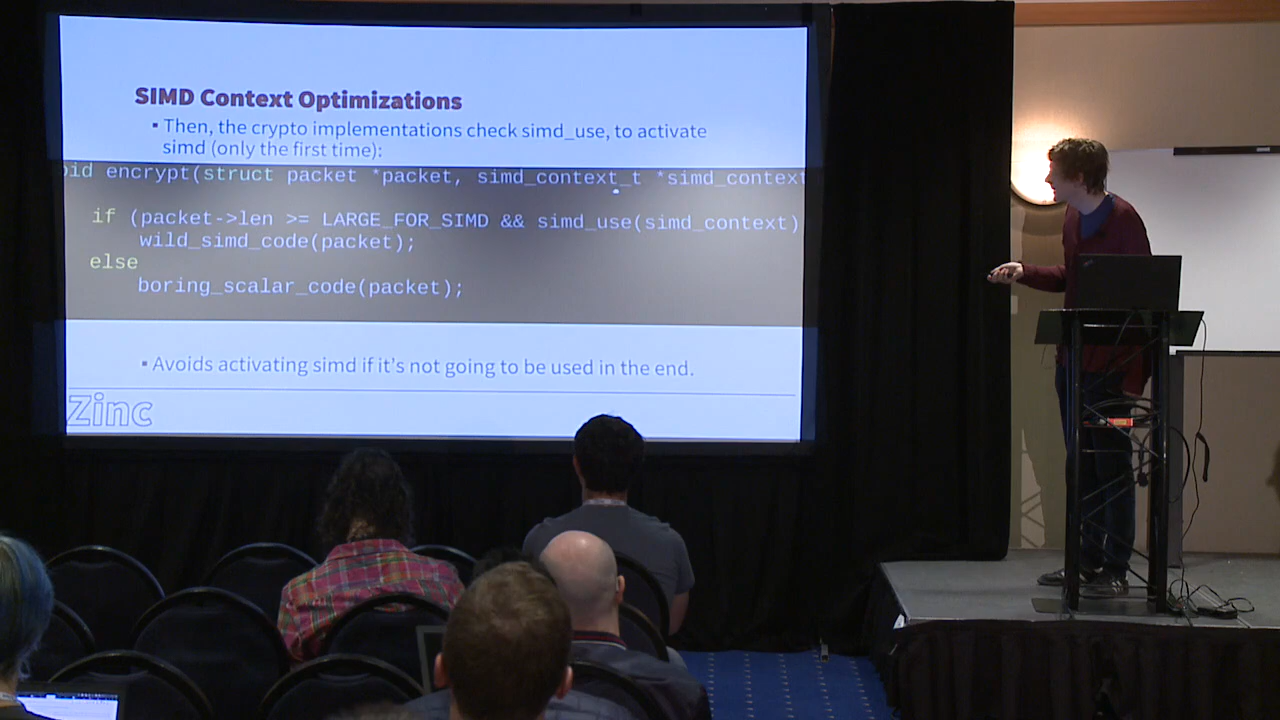 SIMD Context Optimizations
▪ Then, the crypto implementations check simd_use, to activate
simd (only the first time):
oid encrypt(struct packet *packet, simd_context_t *simd_context
if (packet->len >= LARGE_FOR_SIMD && simd_use(simd_context)
wild_simd_code(packet);
else
boring_scalar_code(packet);
▪ Avoids activating simd if it's not going to be used in the end.
Zinc